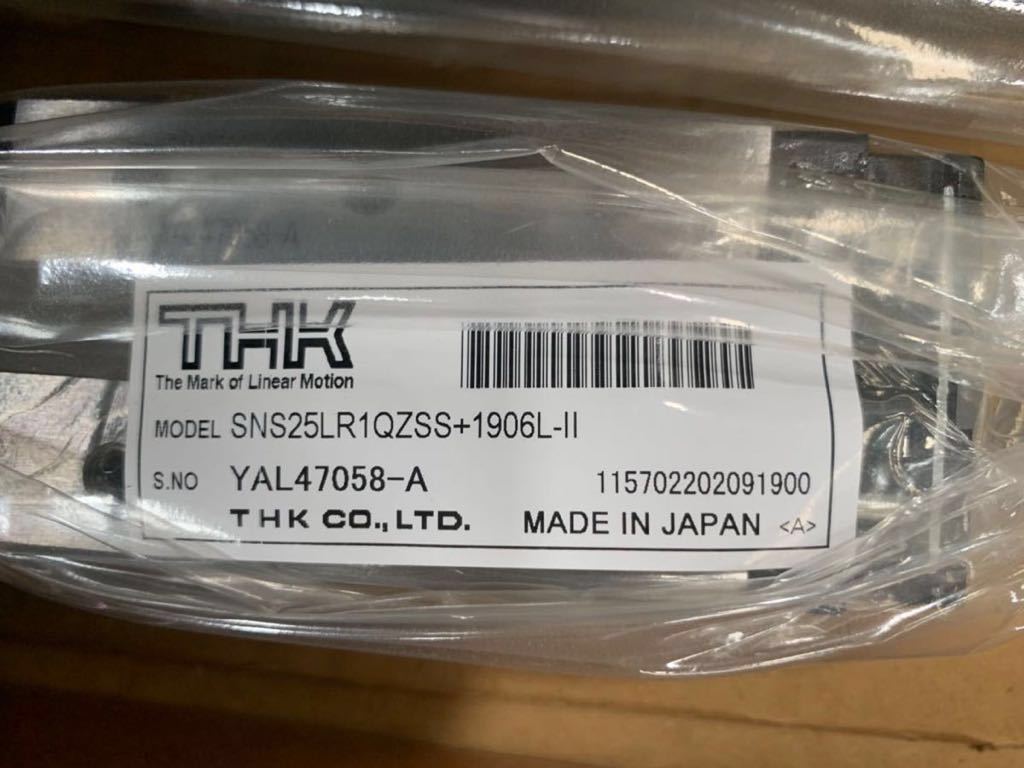 THK
The Mark of Linear Motion
MODEL SNS25LR1QZSS+1906L-II
S.NO YAL47058-A 115702202091900
THK CO.,LTD. MADE IN JAPAN <A>